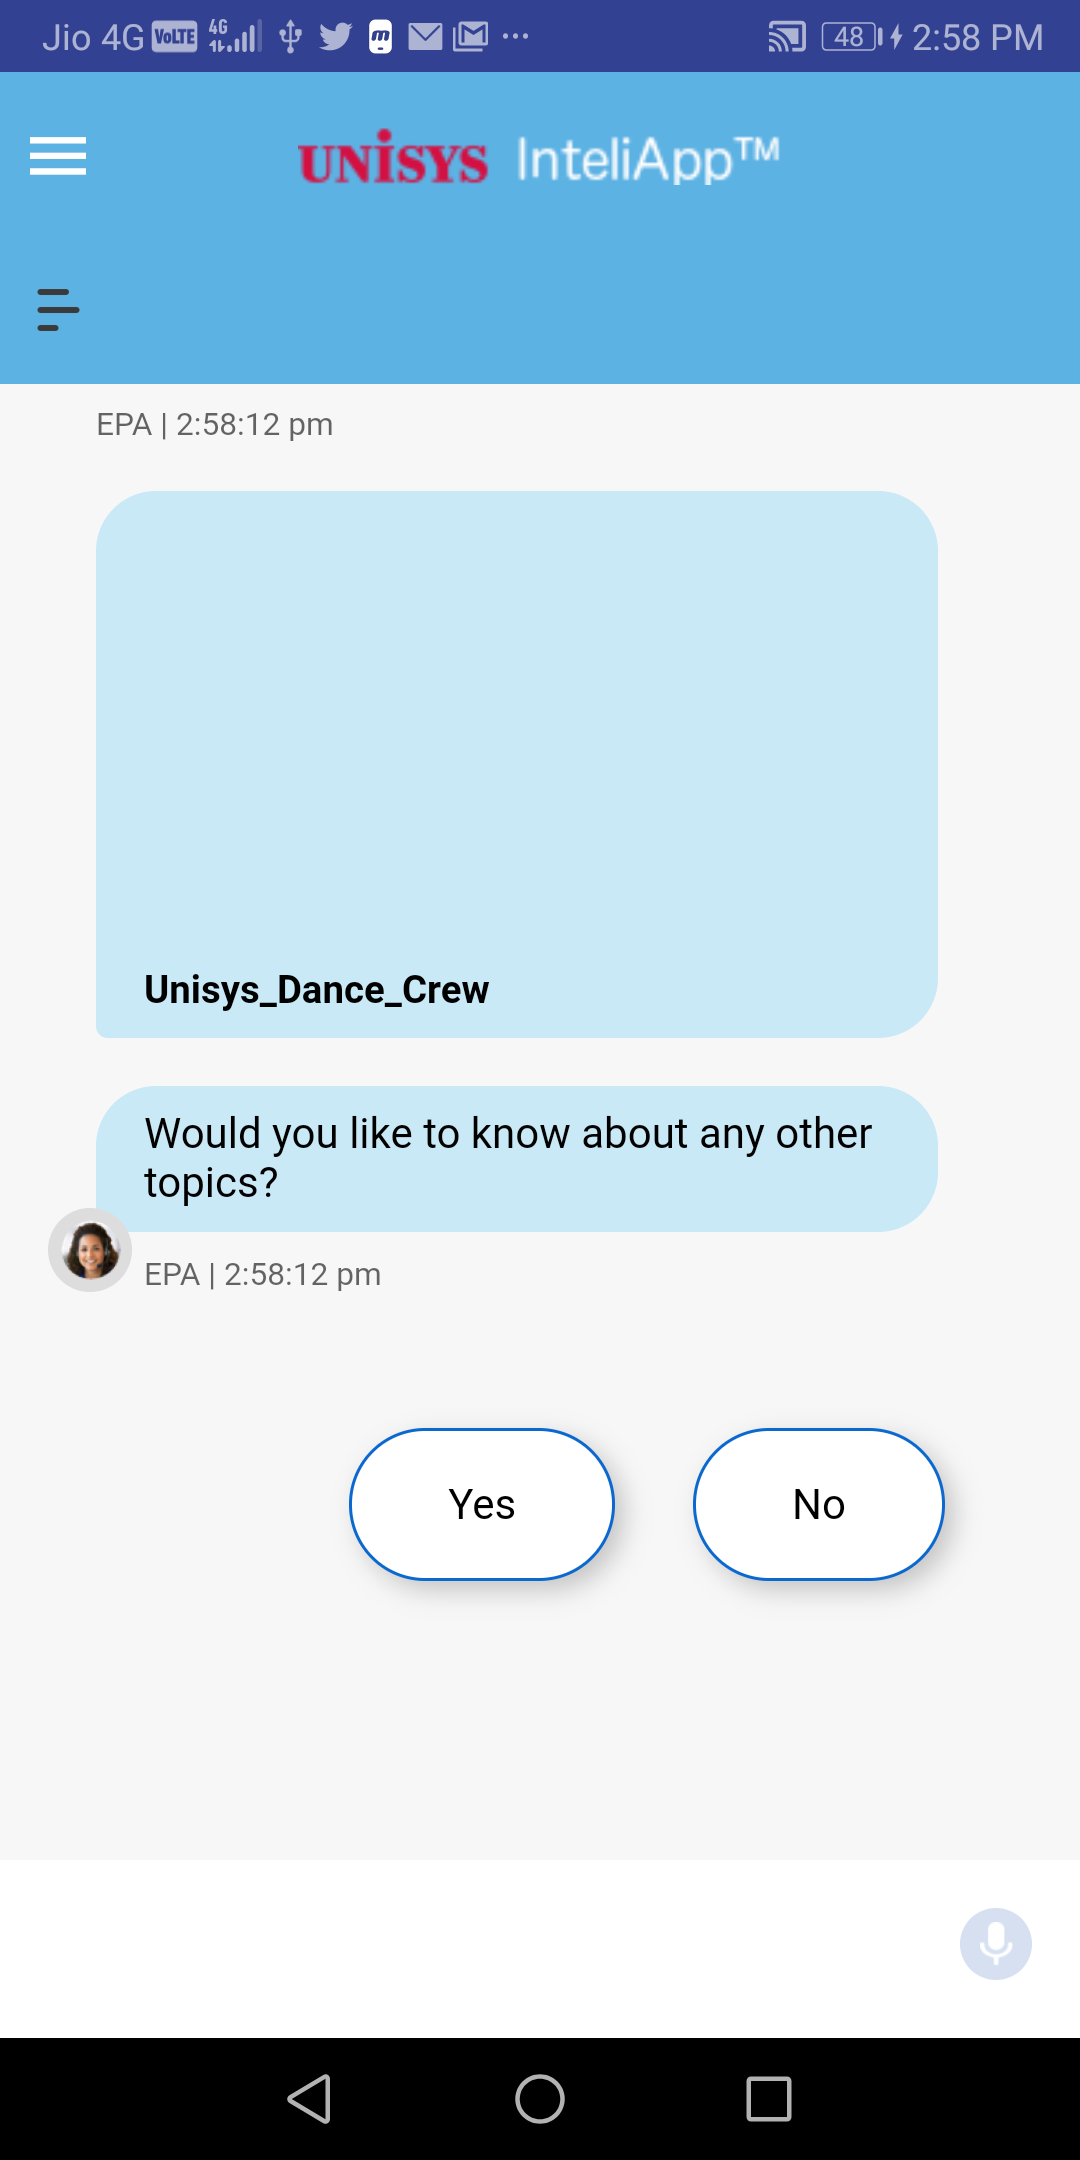 Jio 4G VoLTE 4G 48 2:58 PM
UNiSYS InteliApp™
EPA | 2:58:12 pm
Unisys_Dance_Crew
Would you like to know about any other
topics?
EPA | 2:58:12 pm
Yes No